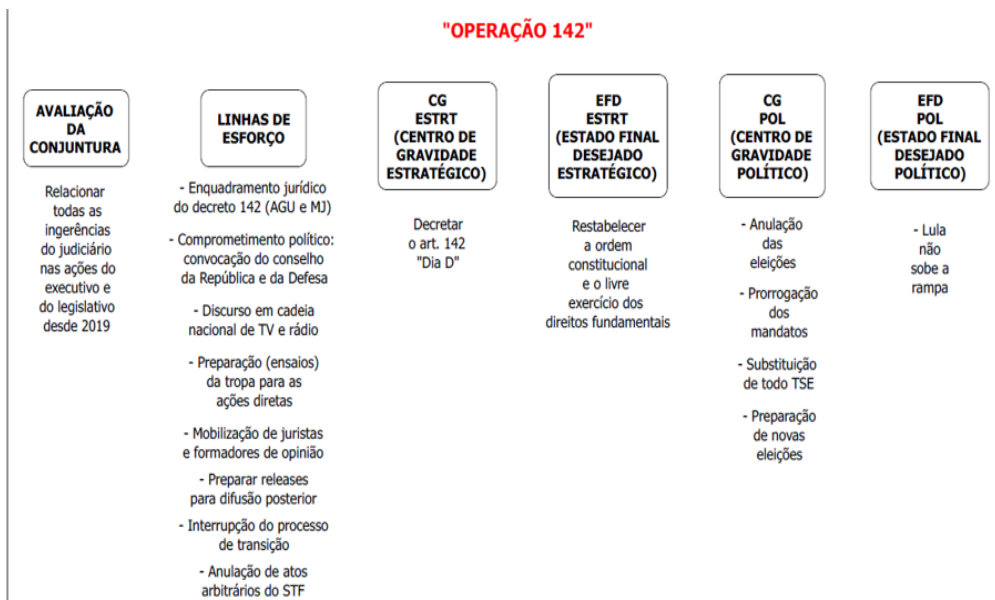 "OPERAÇÃO 142"
AVALIAÇÃO
DA
CONJUNTURA
Relacionar
todas as
ingerências
do judiciário
nas ações do
executivo e
do legislativo
desde 2019
LINHAS DE
ESFORÇO
- Enquadramento jurídico
do decreto 142 (AGU e MJ)
- Comprometimento político:
convocação do conselho
da República e da Defesa
- Discurso em cadeia
nacional de TV e rádio
- Preparação (ensaios)
da tropa para as
ações diretas
- Mobilização de juristas
e formadores de opinião
- Preparar releases
para difusão posterior
- Interrupção do processo
de transição
- Anulação de atos
arbitrários do STF
CG
ESTRT
(CENTRO DE
GRAVIDADE
ESTRATÉGICO)
Decretar
o art. 142
"Dia D"
EFD
ESTRT
(ESTADO FINAL
DESEJADO
ESTRATÉGICO)
Restabelecer
a ordem
constitucional
e o livre
exercício dos
direitos fundamentais
CG
POL
(CENTRO DE
GRAVIDADE
POLÍTICO)
- Anulação
das
eleições
- Prorrogação
dos
mandatos
- Substituição
de todo TSE
- Preparação
de novas
eleições
EFD
POL
(ESTADO FINAL
DESEJADO
POLÍTICO)
- Lula
não
sobe a
rampa